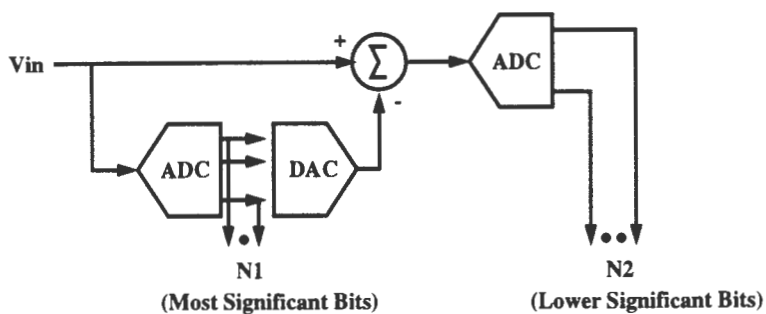 +
Σ
ADC
Vin
-
ADC
DAC
N1
(Most Significant Bits)
N2
(Lower Significant Bits)